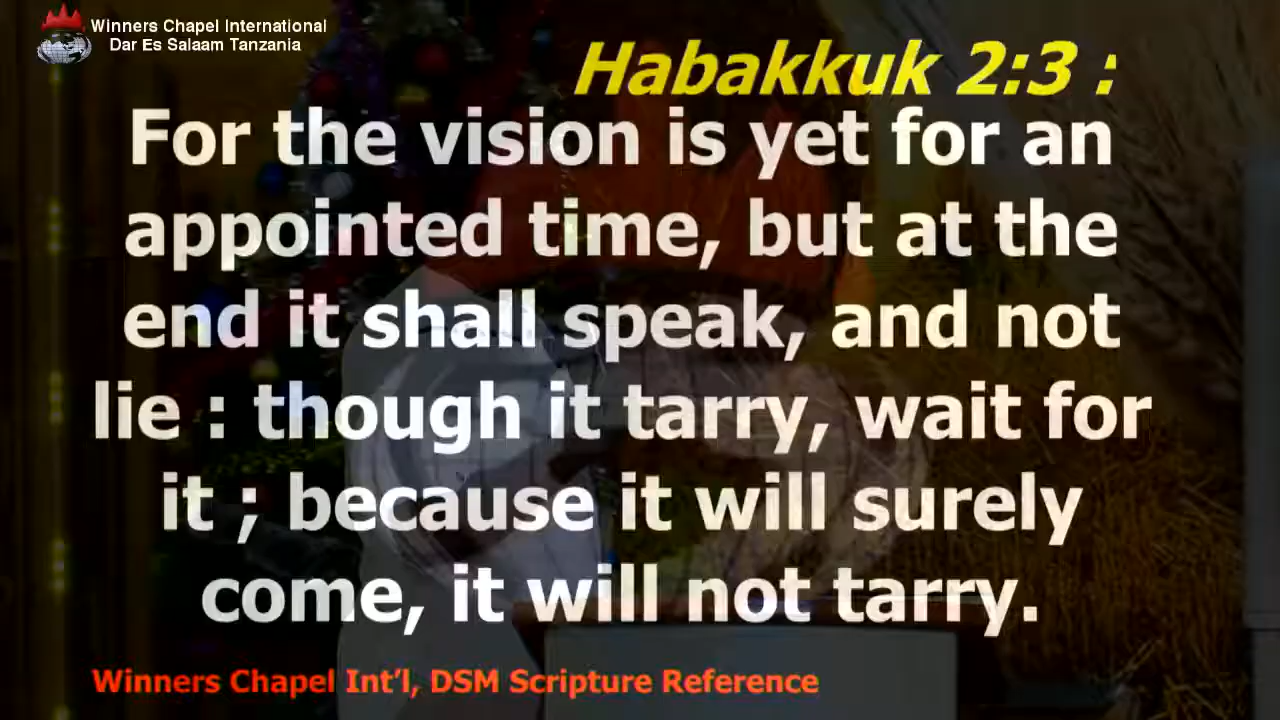 Winners Chapel International
Dar Es Salaam Tanzania
Habakkuk 2:3 :
For the vision is yet for an
appointed time, but at the
end it shall speak, and not
lie : though it tarry, wait for
it ; because it will surely
come, it will not tarry.
Winners Chapel Int'l, DSM Scripture Reference